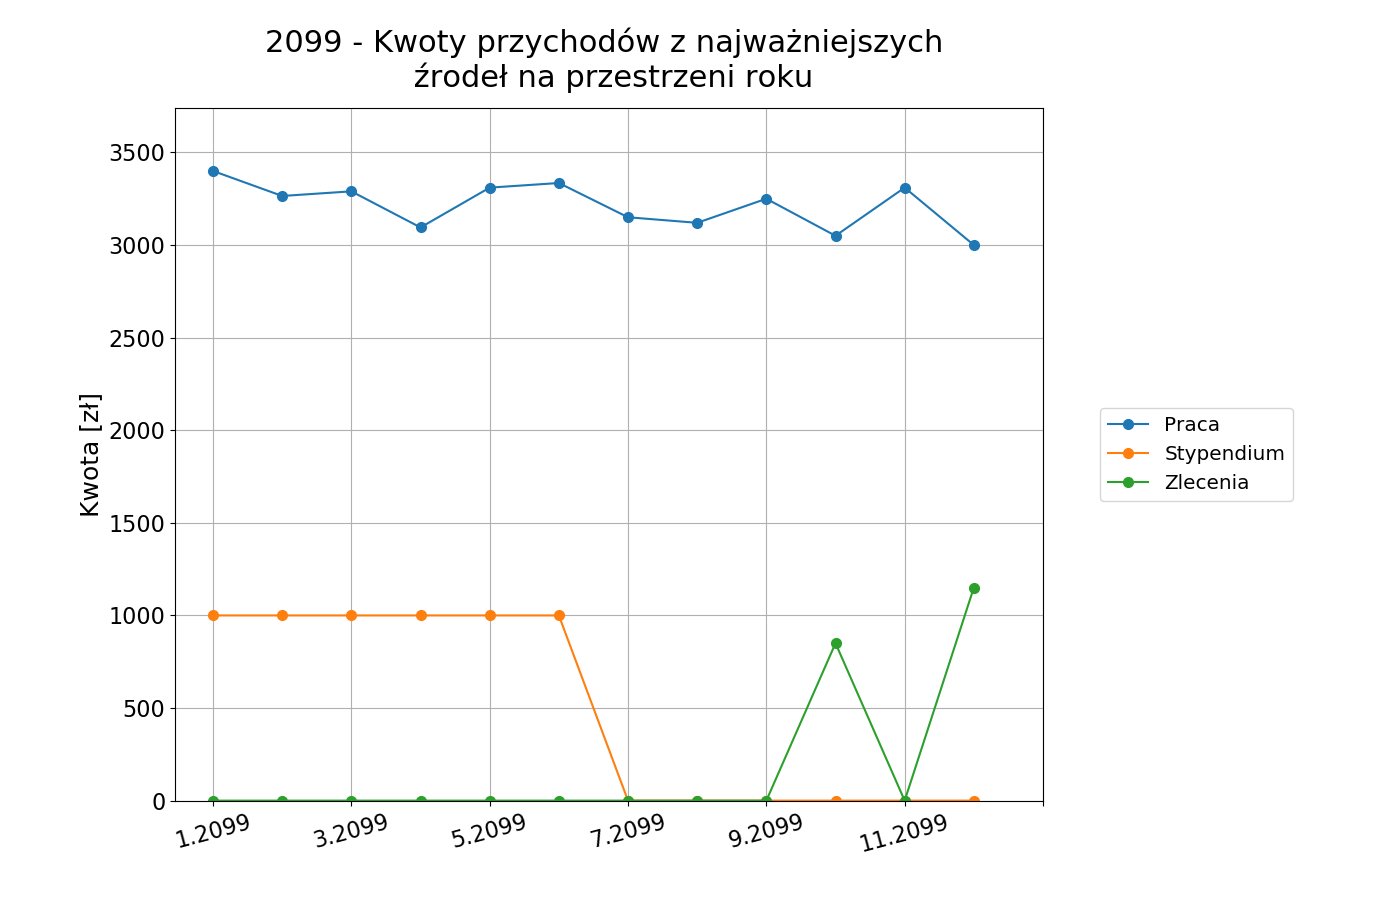 2099 - Kwoty przychodów z najważniejszych
źrodeł na przestrzeni roku
Kwota [zł]
3500
3000
2500
2000
1500
1000
500
0
1.2099
3.2099
5.2099
7.2099
9.2099
11.2099
Praca
Stypendium
Zlecenia